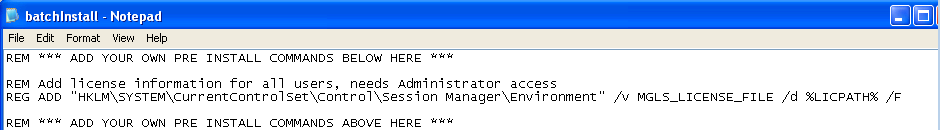 batchInstall - Notepad
File Edit Format View Help
REM *** ADD YOUR OWN PRE INSTALL COMMANDS BELOW HERE ***
REM Add license information for all users, needs Administrator access
REG ADD "HKLM\SYSTEM\CurrentControlSet\Control\Session Manager\Environment" /v MGLS_LICENSE_FILE /d %LICPATH% /F
REM *** ADD YOUR OWN PRE INSTALL COMMANDS ABOVE HERE ***